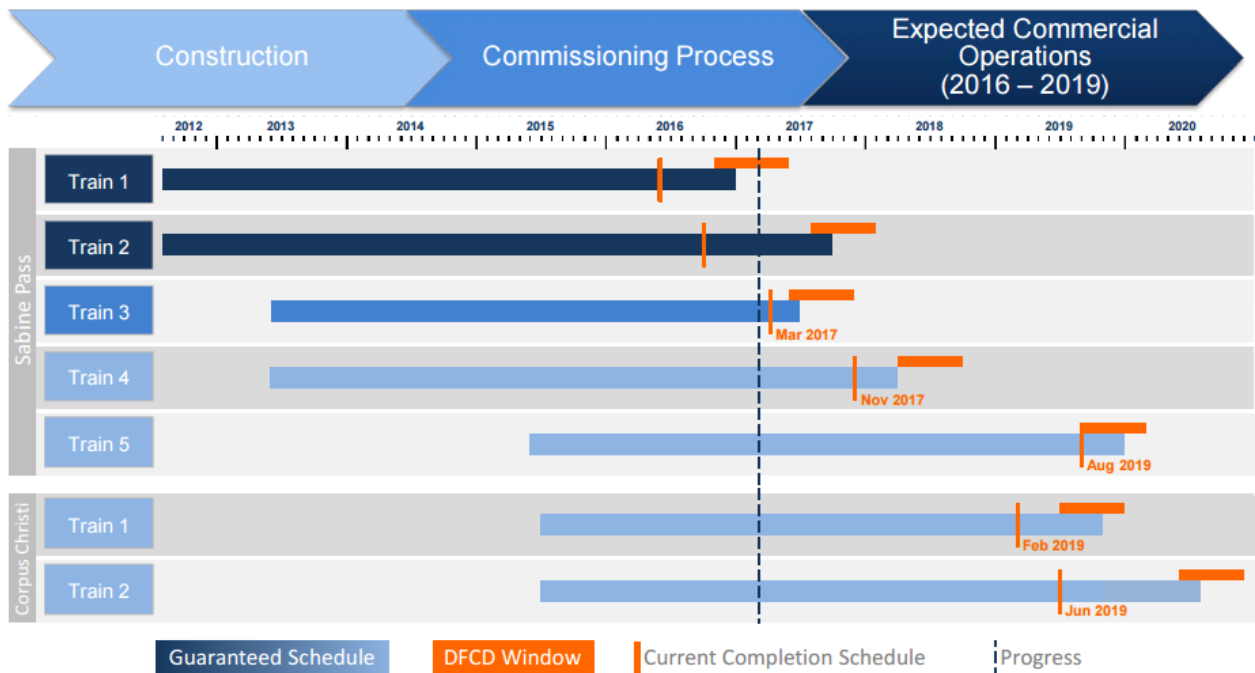 Construction
Commissioning Process
Expected Commercial
Operations
(2016 – 2019)
2012 2013 2014 2015 2016 2017 2018 2019 2020
Sabine Pass
Train 1
Train 2
Train 3
Mar 2017
Train 4
Nov 2017
Train 5
Aug 2019
Corpus Christi
Train 1
Feb 2019
Train 2
Jun 2019
Guaranteed Schedule DFCD Window Current Completion Schedule Progress